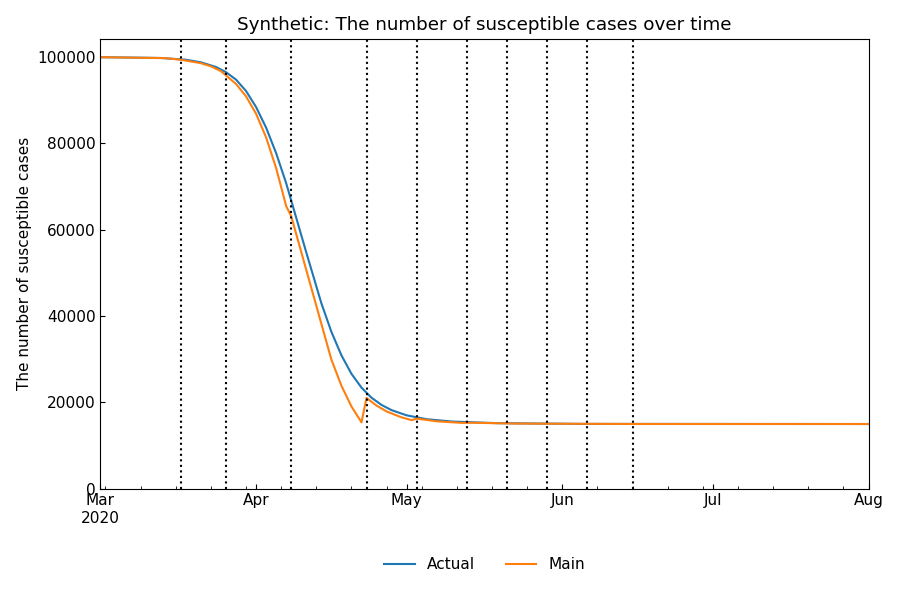 Synthetic: The number of susceptible cases over time
The number of susceptible cases
100000
80000
60000
40000
20000
0
Mar Apr May Jun Jul Aug
2020
Actual Main